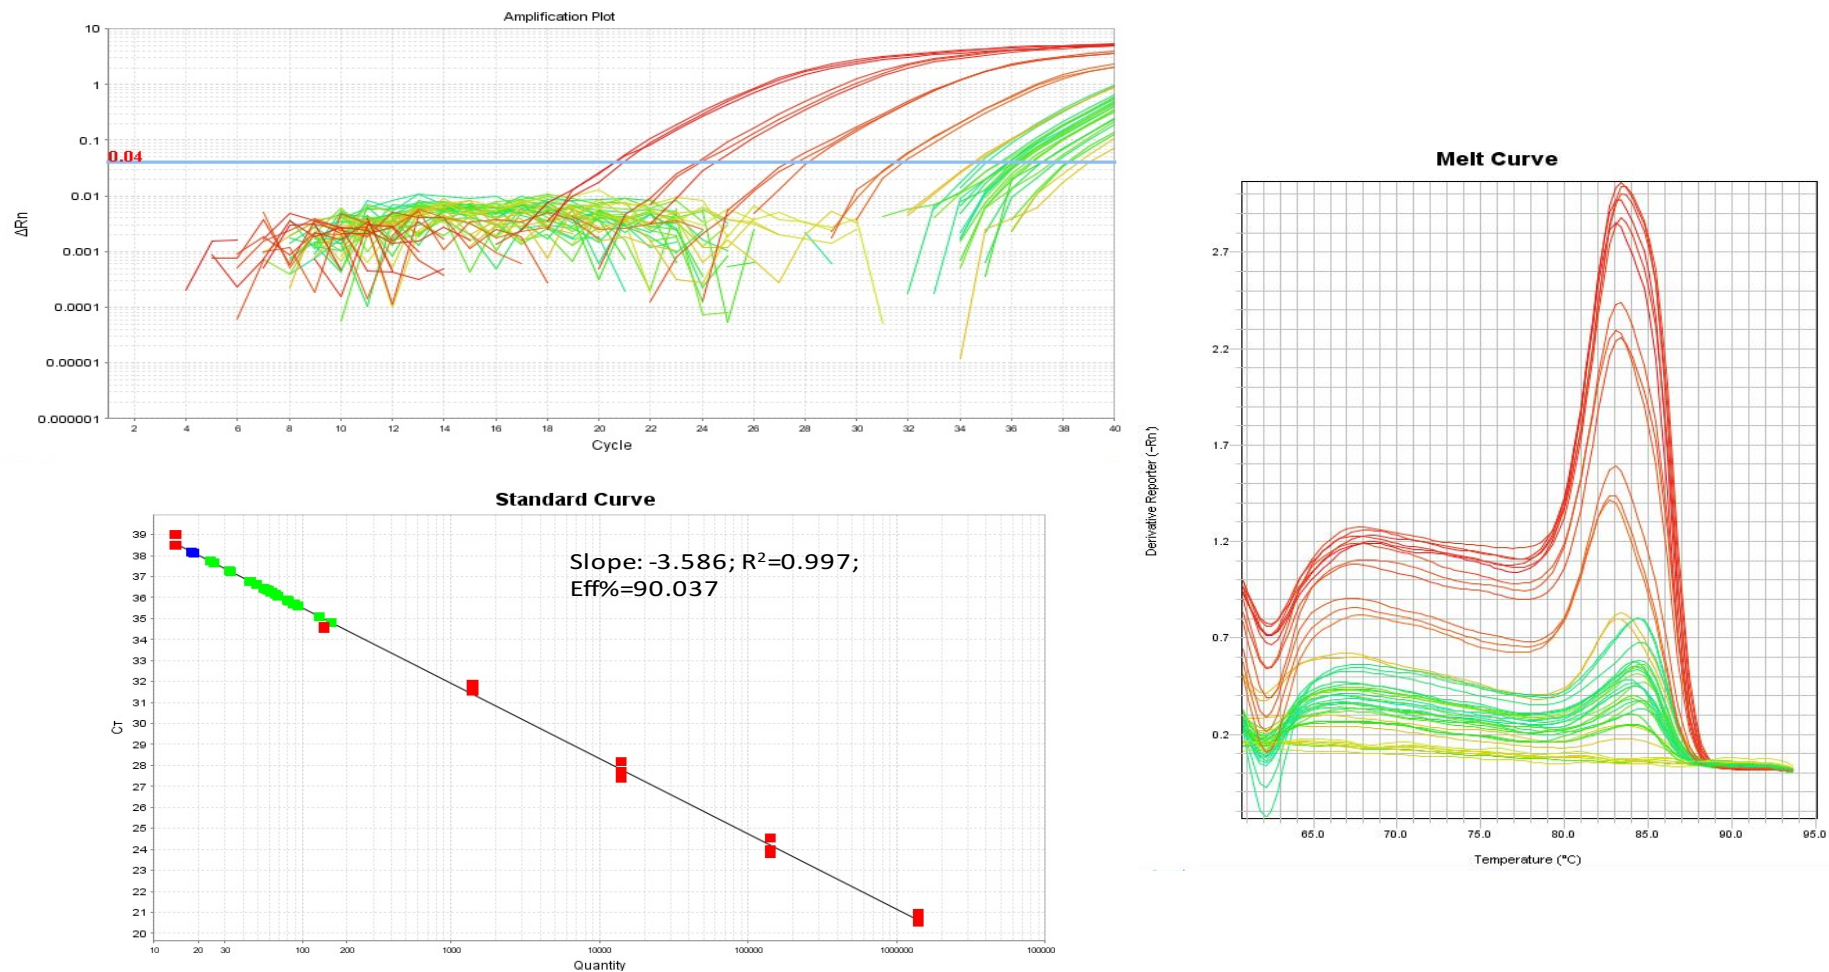 Amplification Plot
10
1
0.1
0.04
0.01
0.001
0.0001
0.00001
0.000001
ΔRn
2 4 6 8 10 12 14 16 18 20 22 24 26 28 30 32 34 36 38 40
Cycle
Standard Curve
Slope: -3.586; R²=0.997;
Eff%=90.037
39
38
37
36
35
34
33
32
31
30
29
28
27
26
25
24
23
22
21
20
CT
10 20 30 100 200 1000 10000 100000 1000000 100000
Quantity
Melt Curve
2.7
2.2
1.7
1.2
0.7
0.2
Derivative Reporter (-Rn')
65.0 70.0 75.0 80.0 85.0 90.0 95.0
Temperature (°C)